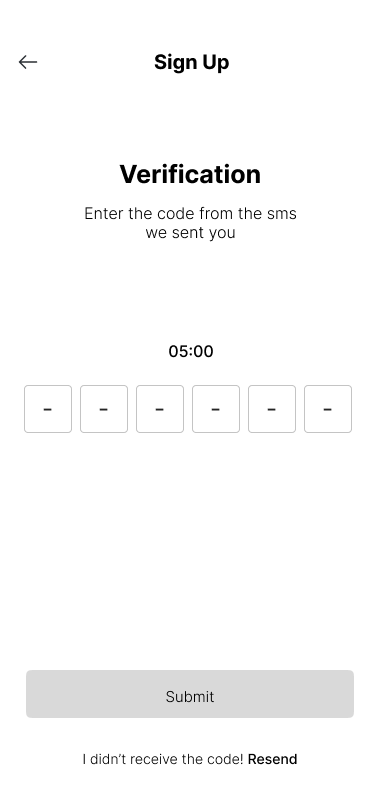 Sign Up
Verification
Enter the code from the sms
we sent you
05:00
- - - - - -
Submit
I didn't receive the code! Resend